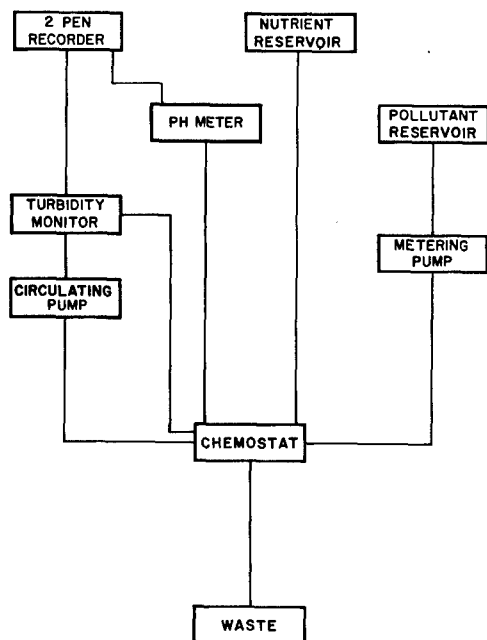 2 PEN
RECORDER
NUTRIENT
RESERVOIR
PH METER
POLLUTANT
RESERVOIR
TURBIDITY
MONITOR
METERING
PUMP
CIRCULATING
PUMP
CHEMOSTAT
WASTE